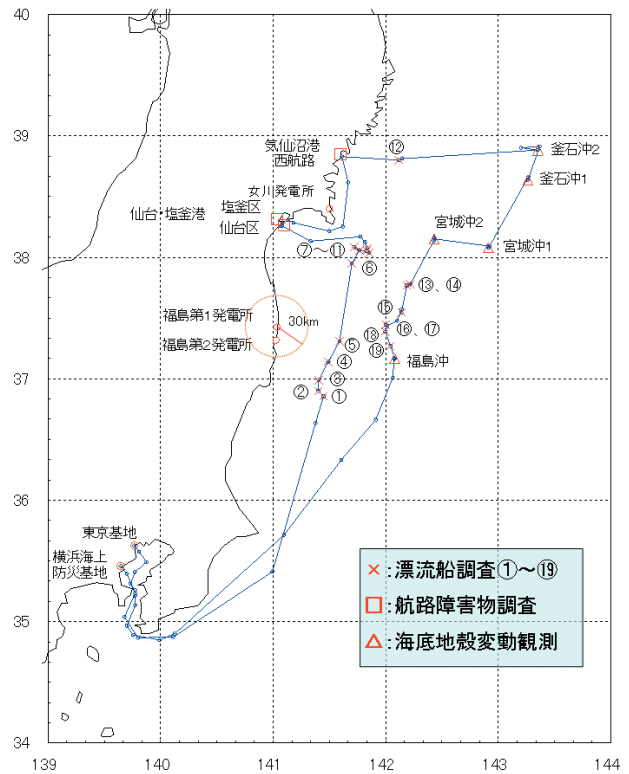 40
39
気仙沼港
西航路
⑫
釜石沖2
釜石沖1
女川発電所
仙台・塩釜港
塩釜区
仙台区
宮城沖2
宮城沖1
38
⑦～⑪
⑥
⑬、⑭
⑮
福島第1発電所
30km
⑱
⑯、⑰
福島第2発電所
⑤
⑲
福島沖
④
37
③
②
①
36
東京基地
横浜海上
防災基地
×:漂流船調査①～⑲
□:航路障害物調査
△:海底地殻変動観測
35
34
139
140
141
142
143
144